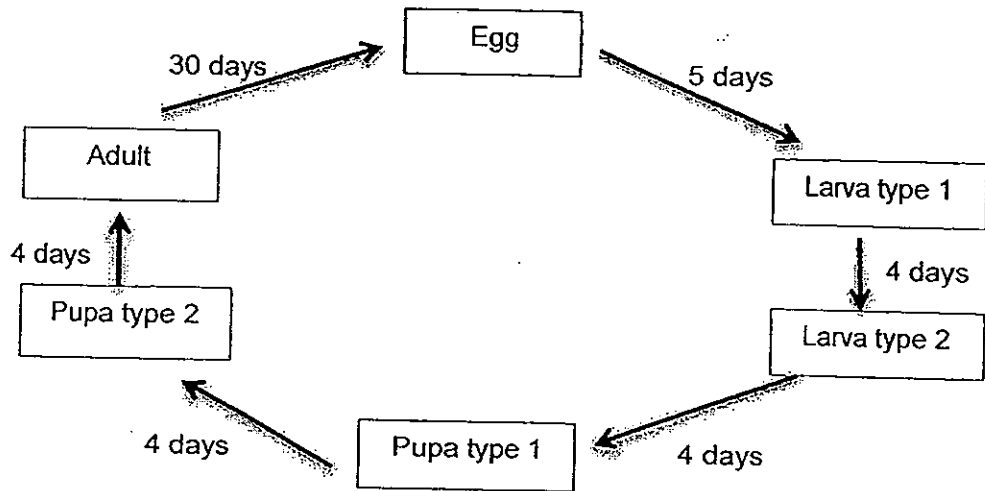 Egg
30 days
5 days
Adult
Larva type 1
4 days
4 days
Pupa type 2
Larva type 2
4 days
Pupa type 1
4 days